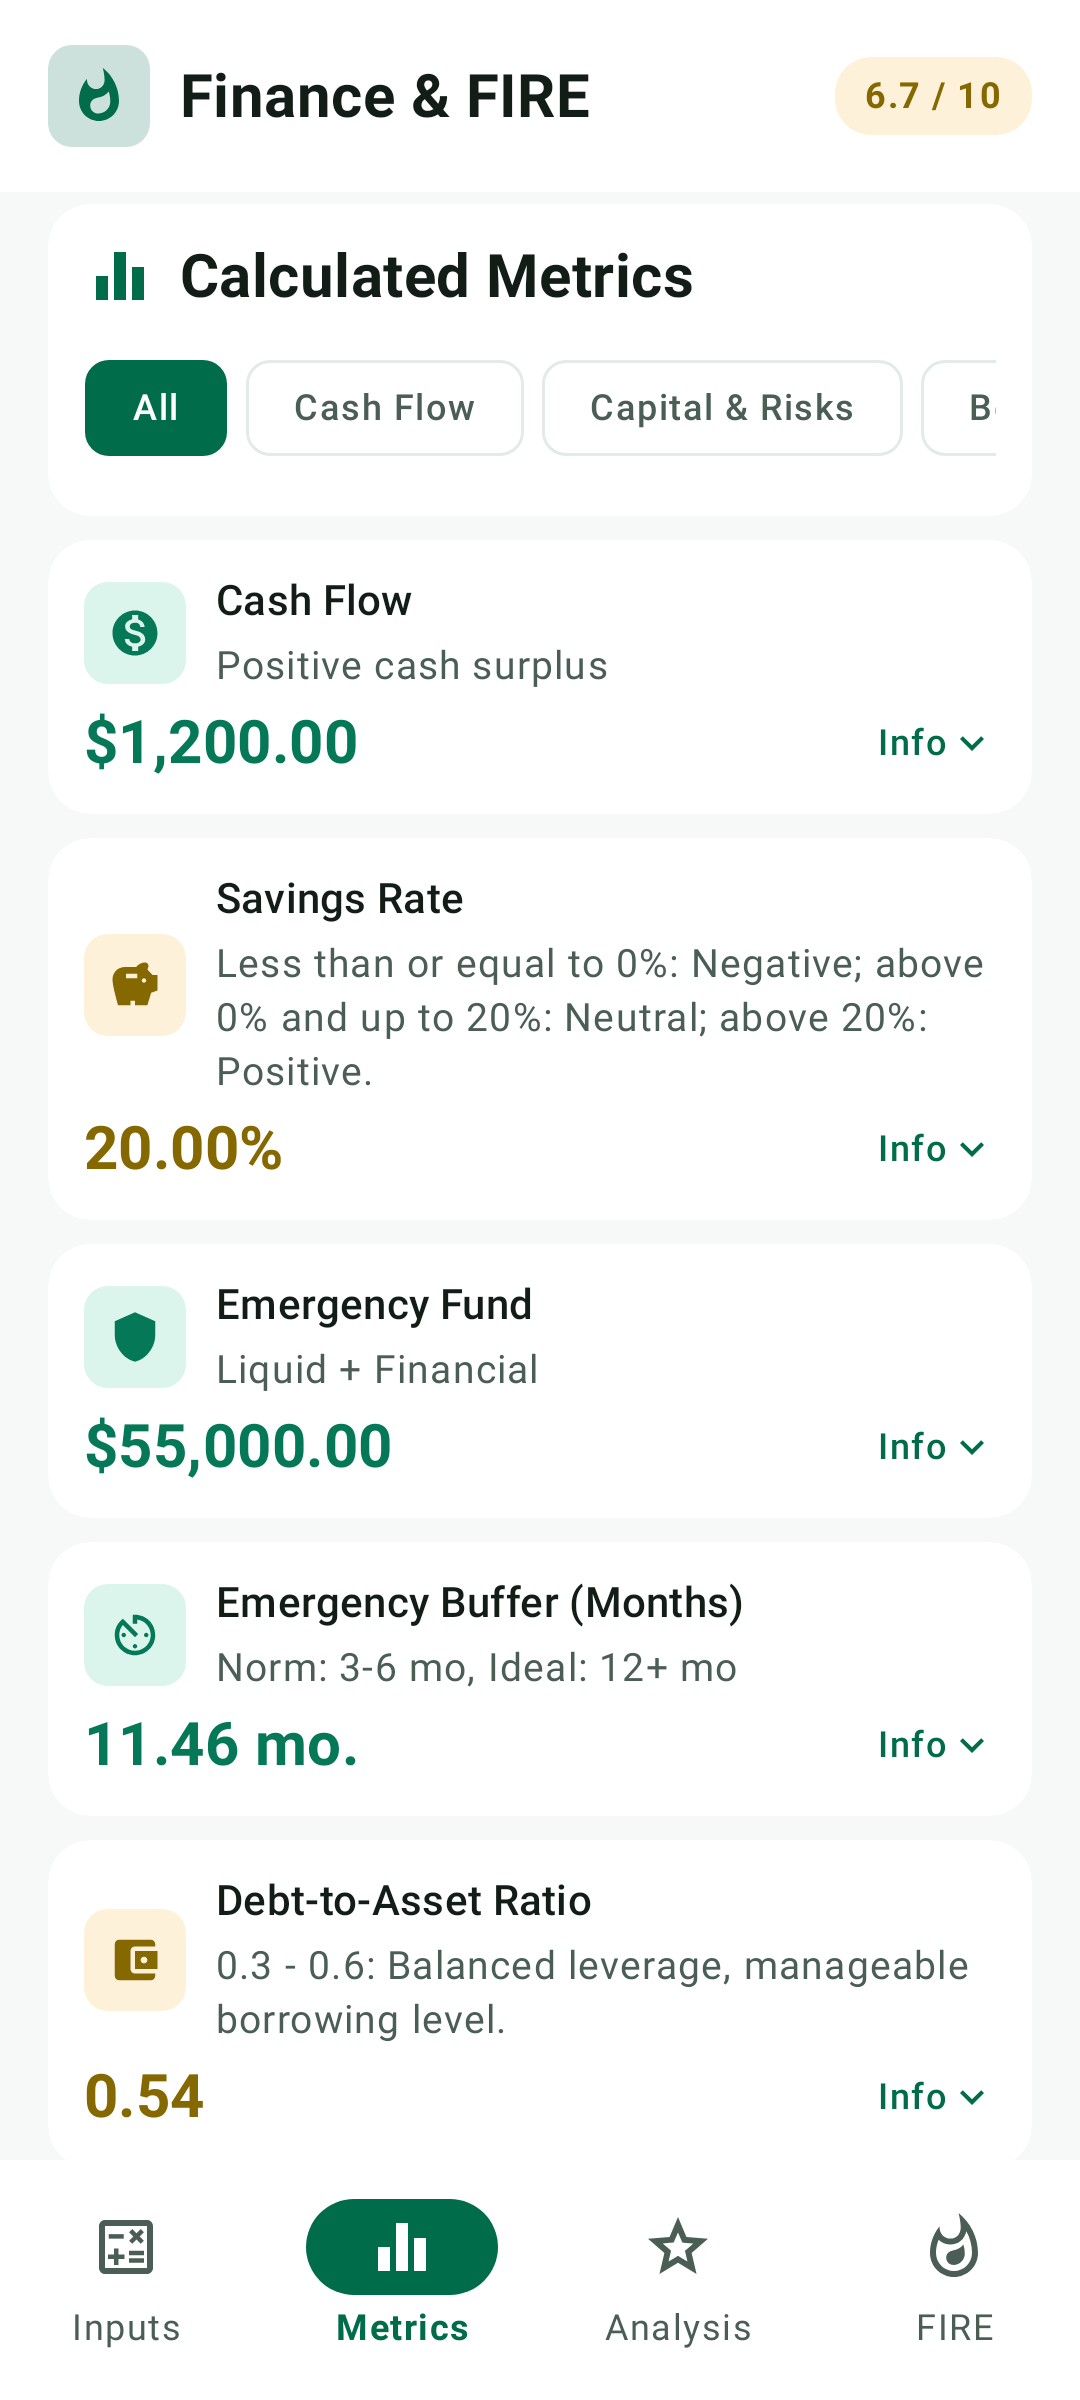 Finance & FIRE
6.7 / 10
Calculated Metrics
All
Cash Flow
Capital & Risks
Cash Flow
Positive cash surplus
$1,200.00
Info
Savings Rate
Less than or equal to 0%: Negative; above
0% and up to 20%: Neutral; above 20%:
Positive.
20.00%
Info
Emergency Fund
Liquid + Financial
$55,000.00
Info
Emergency Buffer (Months)
Norm: 3-6 mo, Ideal: 12+ mo
11.46 mo.
Info
Debt-to-Asset Ratio
0.3 - 0.6: Balanced leverage, manageable
borrowing level.
0.54
Info
Inputs
Metrics
Analysis
FIRE